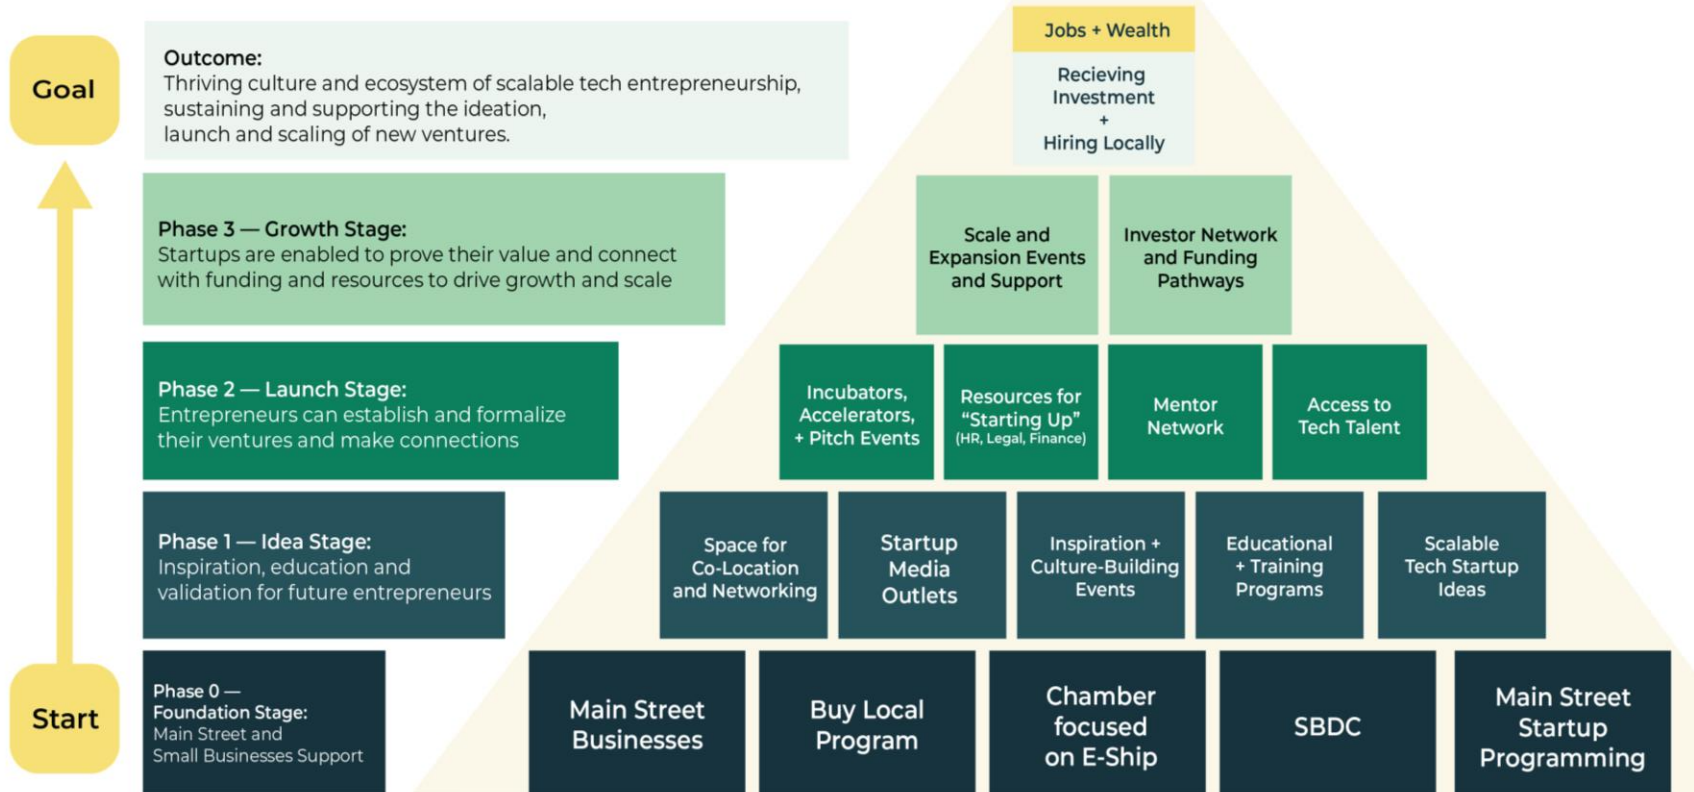 Goal
Outcome:
Thriving culture and ecosystem of scalable tech entrepreneurship,
sustaining and supporting the ideation,
launch and scaling of new ventures.
Jobs + Wealth
Recieving
Investment
+
Hiring Locally
Phase 3 — Growth Stage:
Startups are enabled to prove their value and connect
with funding and resources to drive growth and scale
Scale and
Expansion Events
and Support
Investor Network
and Funding
Pathways
Phase 2 — Launch Stage:
Entrepreneurs can establish and formalize
their ventures and make connections
Incubators,
Accelerators,
+ Pitch Events
Resources for
“Starting Up”
(HR, Legal, Finance)
Mentor
Network
Access to
Tech Talent
Phase 1 — Idea Stage:
Inspiration, education and
validation for future entrepreneurs
Space for
Co-Location
and Networking
Startup
Media
Outlets
Inspiration +
Culture-Building
Events
Educational
+ Training
Programs
Scalable
Tech Startup
Ideas
Start
Phase 0 —
Foundation Stage:
Main Street and
Small Businesses Support
Main Street
Businesses
Buy Local
Program
Chamber
focused
on E-Ship
SBDC
Main Street
Startup
Programming